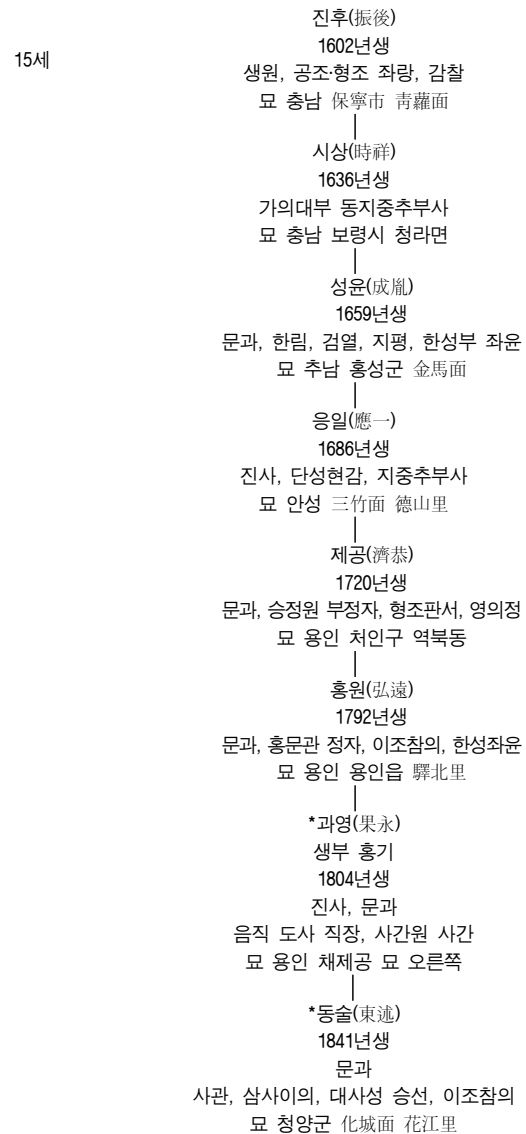 진후(振後)
1602년생
15세
생원, 공조·형조 좌랑, 감찰
묘 충남 保寧市 靑蘿面
시상(時祥)
1636년생
가의대부 동지중추부사
묘 충남 보령시 청라면
성윤(成胤)
1659년생
문과, 한림, 검열, 지평, 한성부 좌윤
묘 추남 홍성군 金馬面
응일(應一)
1686년생
진사, 단성현감, 지중추부사
묘 안성 三竹面 德山里
제공(濟恭)
1720년생
문과, 승정원 부정자, 형조판서, 영의정
묘 용인 처인구 역북동
홍원(弘遠)
1792년생
문과, 홍문관 정자, 이조참의, 한성좌윤
묘 용인 용인읍 驛北里
*과영(果永)
생부 홍기
1804년생
진사, 문과
음직 도사 직장, 사간원 사간
묘 용인 채제공 묘 오른쪽
*동술(東述)
1841년생
문과
사관, 삼사이의, 대사성 승선, 이조참의
묘 청양군 化城面 花江里